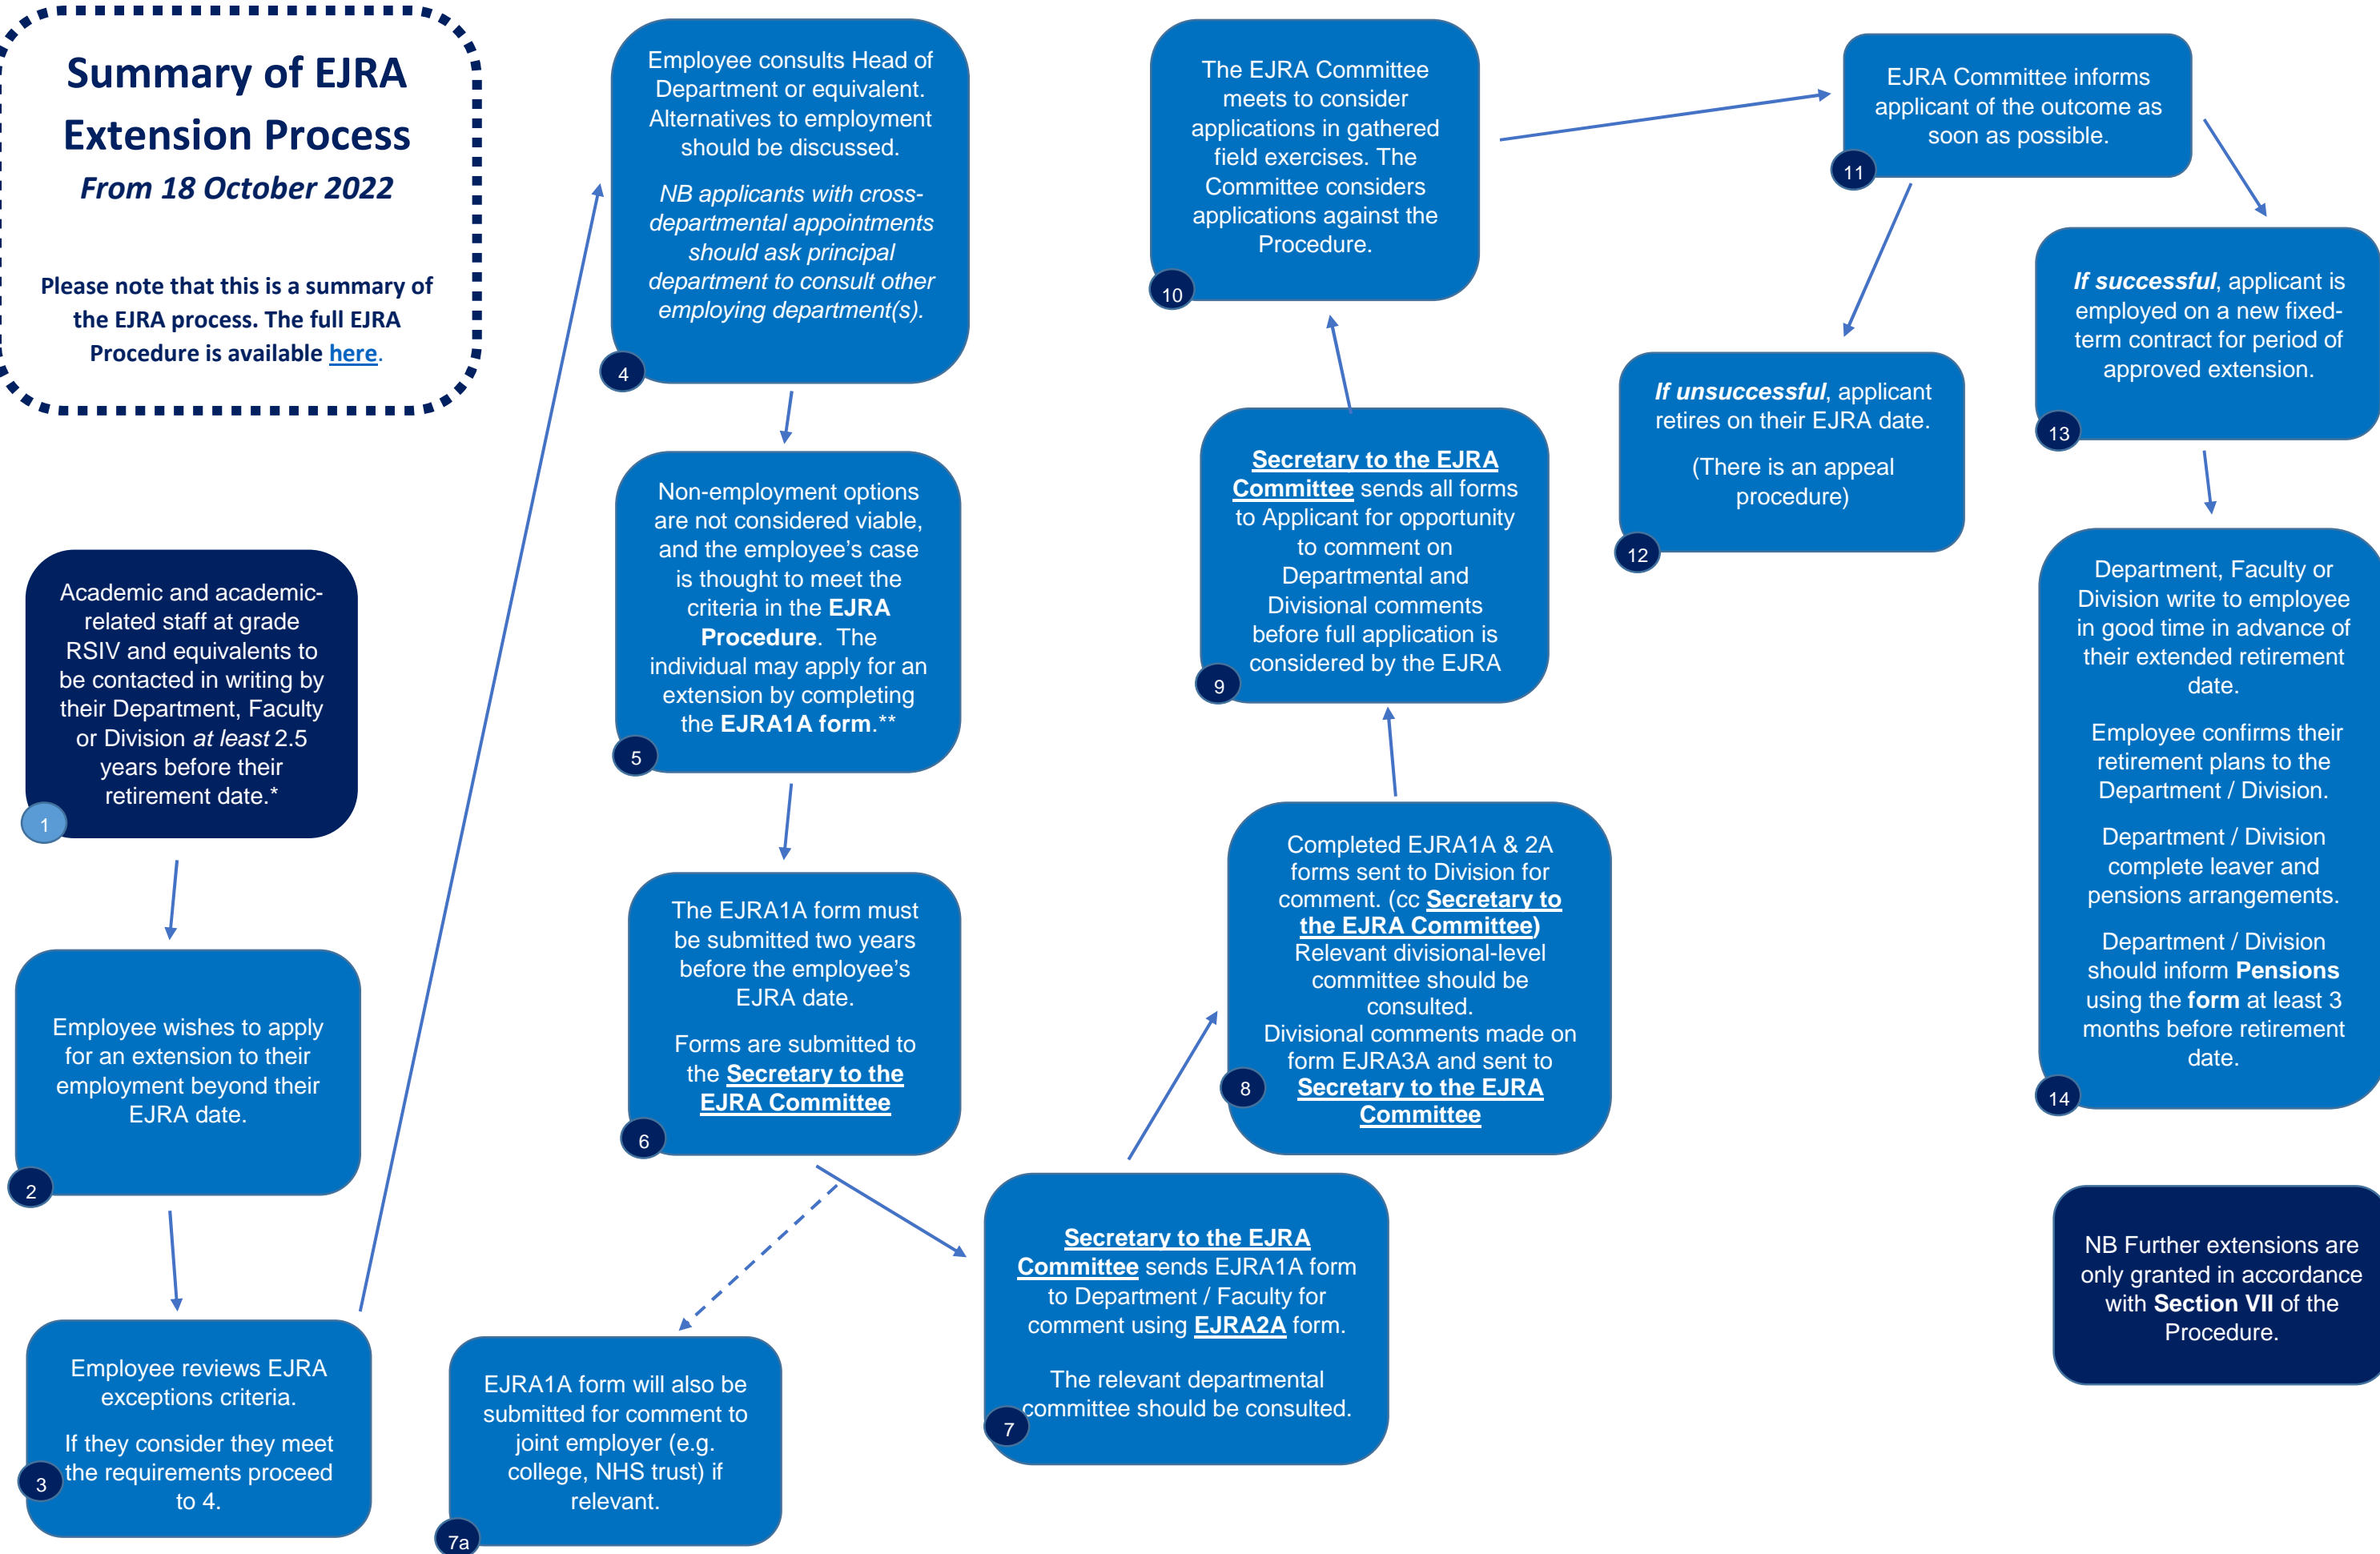 Summary of EJRA
Extension Process
From 18 October 2022
Please note that this is a summary of
the EJRA process. The full EJRA
Procedure is available here.
Academic and academic-
related staff at grade
RSIV and equivalents to
be contacted in writing by
their Department, Faculty
or Division at least 2.5
years before their
retirement date.*
1
Employee wishes to apply
for an extension to their
employment beyond their
EJRA date.
2
Employee reviews EJRA
exceptions criteria.
If they consider they meet
the requirements proceed
to 4.
3
Employee consults Head of
Department or equivalent.
Alternatives to employment
should be discussed.
NB applicants with cross-
departmental appointments
should ask principal
department to consult other
employing department(s).
4
Non-employment options
are not considered viable,
and the employee’s case
is thought to meet the
criteria in the EJRA
Procedure. The
individual may apply for an
extension by completing
the EJRA1A form.**
5
The EJRA1A form must
be submitted two years
before the employee’s
EJRA date.
Forms are submitted to
the Secretary to the
EJRA Committee
6
Secretary to the EJRA
Committee sends EJRA1A form
to Department / Faculty for
comment using EJRA2A form.
The relevant departmental
committee should be consulted.
7
EJRA1A form will also be
submitted for comment to
joint employer (e.g.
college, NHS trust) if
relevant.
7a
Completed EJRA1A & 2A
forms sent to Division for
comment. (cc Secretary to
the EJRA Committee)
Relevant divisional-level
committee should be
consulted.
Divisional comments made on
form EJRA3A and sent to
Secretary to the EJRA
Committee
8
Secretary to the EJRA
Committee sends all forms
to Applicant for opportunity
to comment on
Departmental and
Divisional comments
before full application is
considered by the EJRA
9
The EJRA Committee
meets to consider
applications in gathered
field exercises. The
Committee considers
applications against the
Procedure.
10
EJRA Committee informs
applicant of the outcome as
soon as possible.
11
If unsuccessful, applicant
retires on their EJRA date.
(There is an appeal
procedure)
12
If successful, applicant is
employed on a new fixed-
term contract for period of
approved extension.
13
Department, Faculty or
Division write to employee
in good time in advance of
their extended retirement
date.
Employee confirms their
retirement plans to the
Department / Division.
Department / Division
complete leaver and
pensions arrangements.
Department / Division
should inform Pensions
using the form at least 3
months before retirement
date.
14
NB Further extensions are
only granted in accordance
with Section VII of the
Procedure.